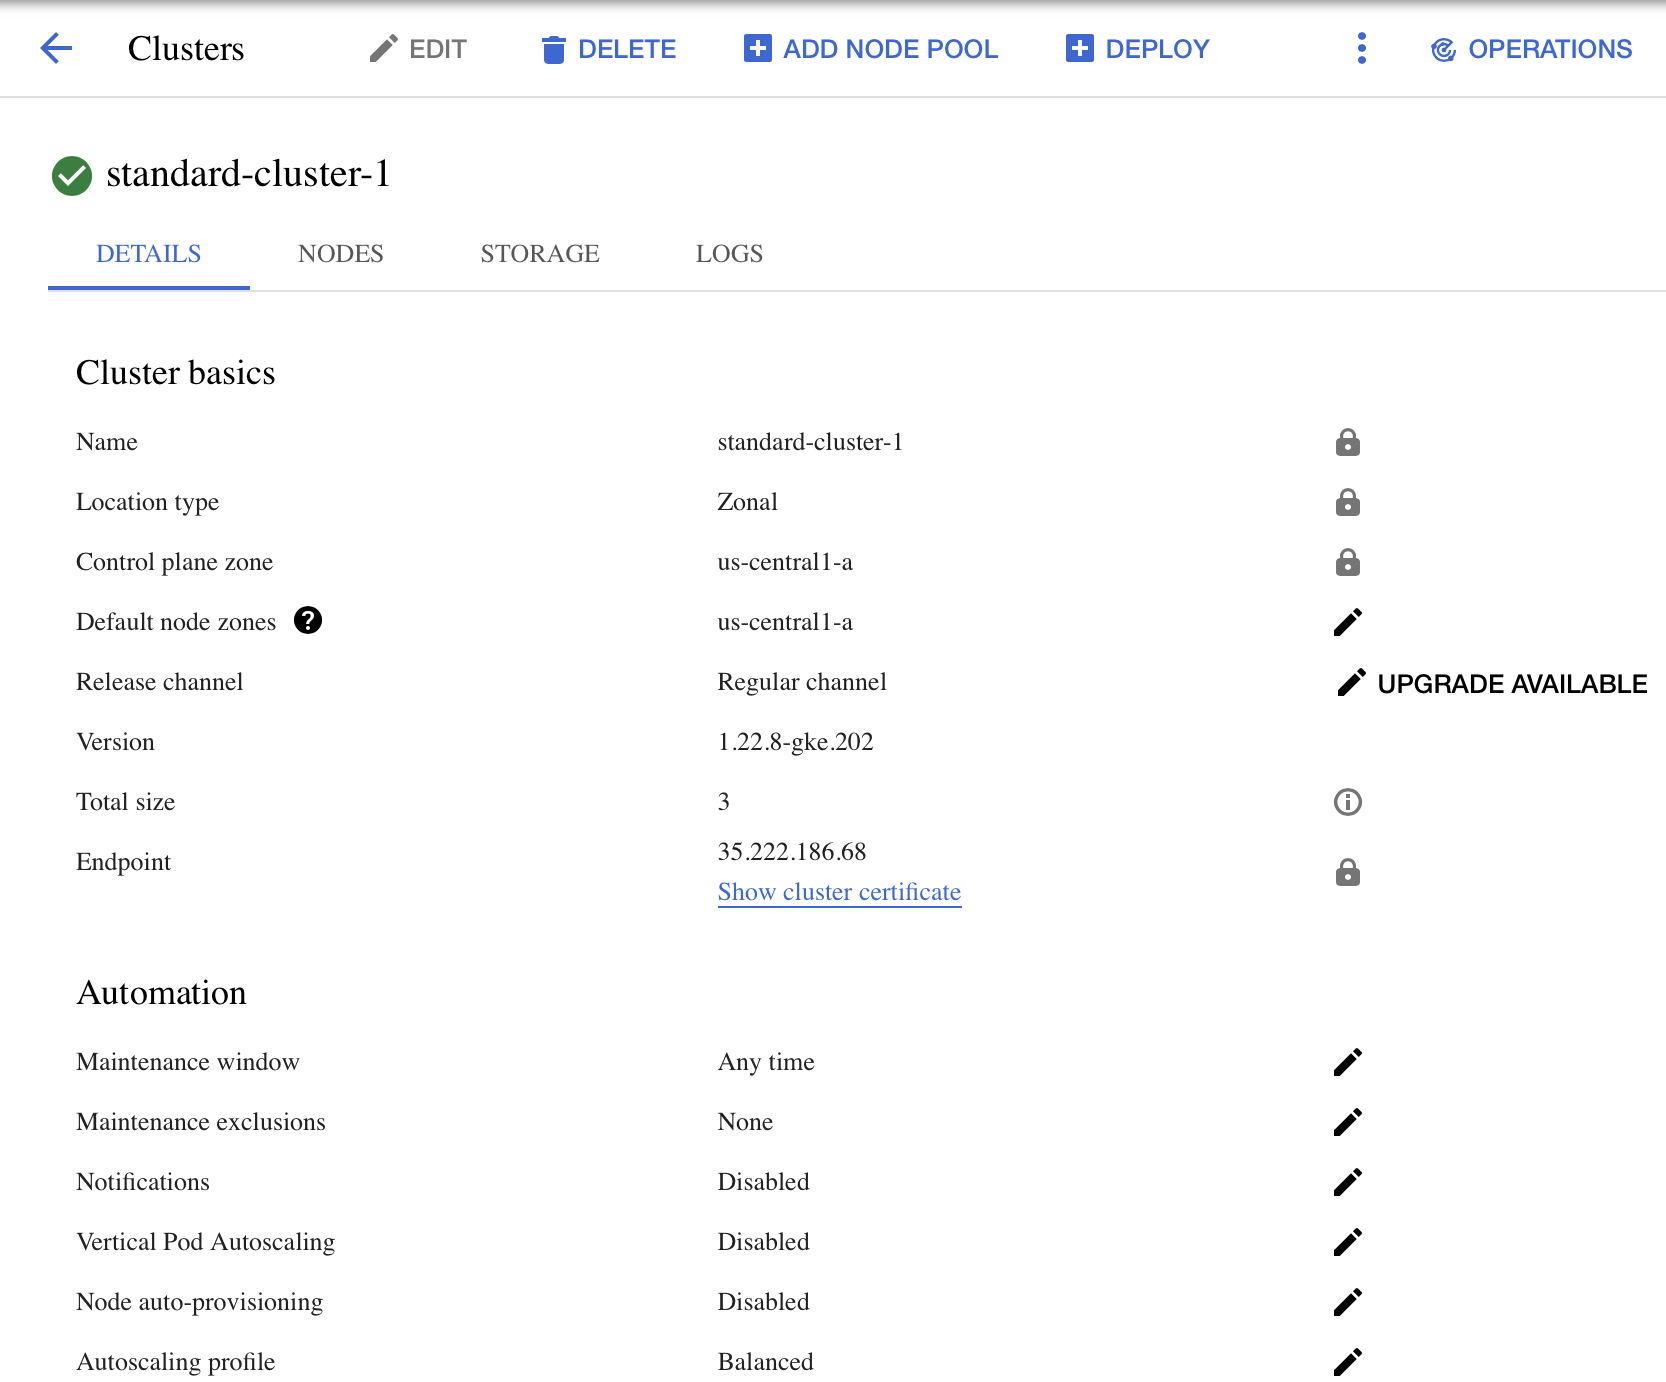 Clusters EDIT DELETE ADD NODE POOL DEPLOY OPERATIONS
standard-cluster-1
DETAILS NODES STORAGE LOGS
Cluster basics
Name standard-cluster-1
Location type Zonal
Control plane zone us-central1-a
Default node zones ? us-central1-a
Release channel Regular channel UPGRADE AVAILABLE
Version 1.22.8-gke.202
Total size 3
Endpoint 35.222.186.68
Show cluster certificate
Automation
Maintenance window Any time
Maintenance exclusions None
Notifications Disabled
Vertical Pod Autoscaling Disabled
Node auto-provisioning Disabled
Autoscaling profile Balanced